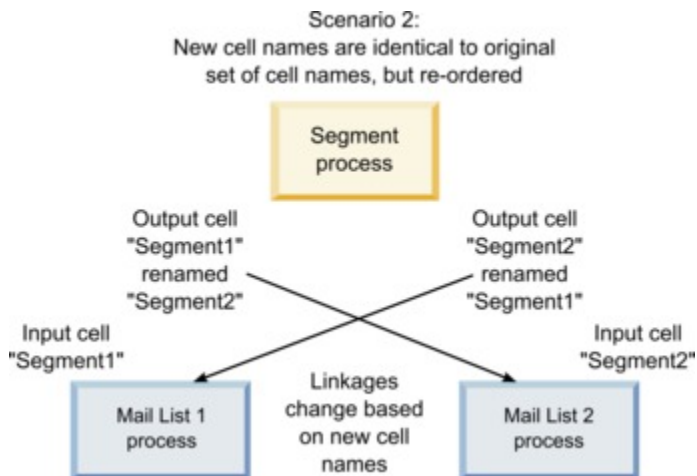 Scenario 2:
New cell names are identical to original
set of cell names, but re-ordered
Segment
process
Output cell
"Segment1"
renamed
"Segment2"
Output cell
"Segment2"
renamed
"Segment1"
Input cell
"Segment1"
Input cell
"Segment2"
Mail List 1
process
Linkages
change based
on new cell
names
Mail List 2
process